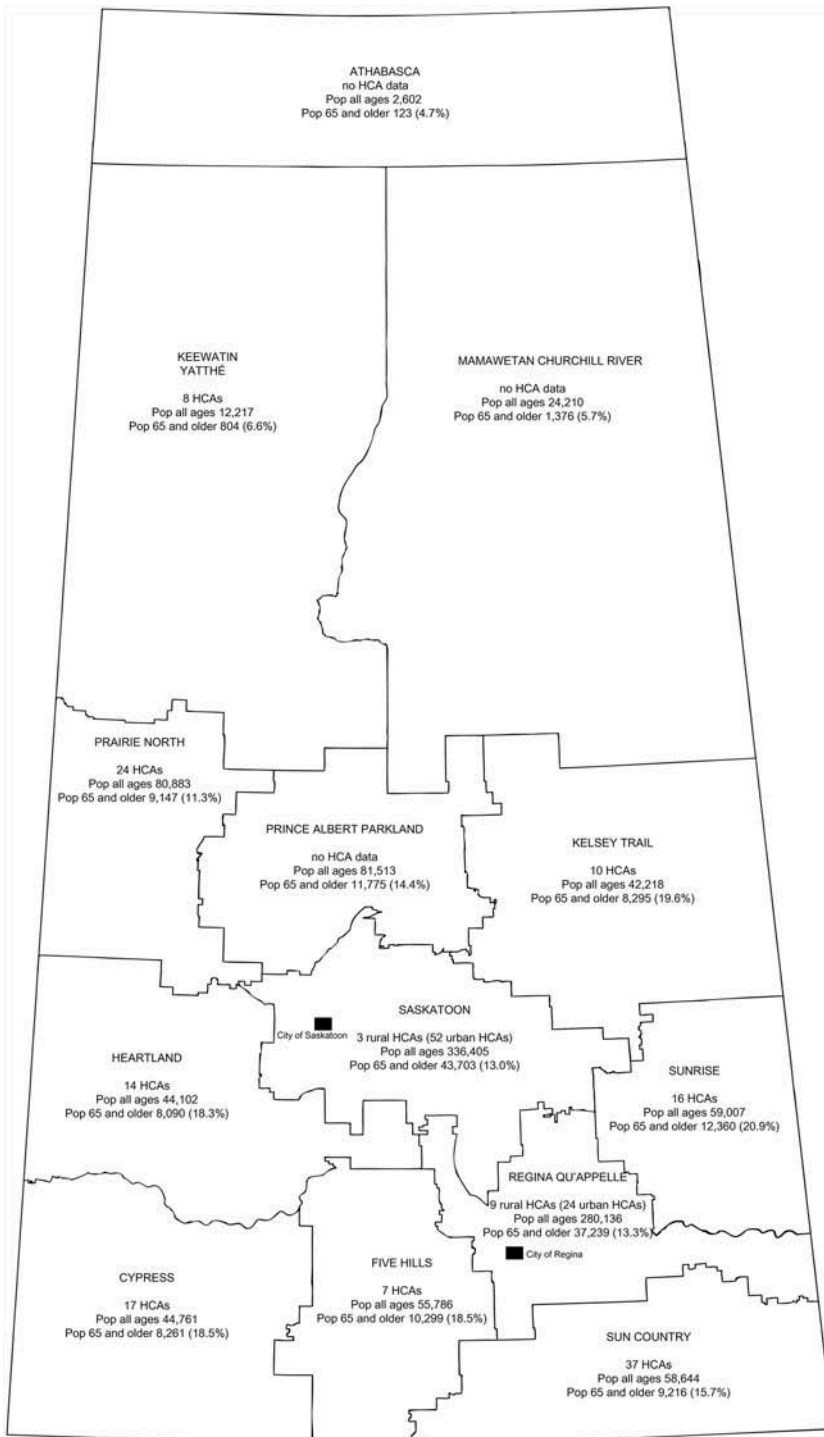 ATHABASCA
no HCA data
Pop all ages 2,602
Pop 65 and older 123 (4.7%)
KEEWATIN
YATTHÉ
8 HCAs
Pop all ages 12,217
Pop 65 and older 804 (6.6%)
MAMAWETAN CHURCHILL RIVER
no HCA data
Pop all ages 24,210
Pop 65 and older 1,376 (5.7%)
PRAIRIE NORTH
24 HCAs
Pop all ages 80,883
Pop 65 and older 9,147 (11.3%)
PRINCE ALBERT PARKLAND
no HCA data
Pop all ages 81,513
Pop 65 and older 11,775 (14.4%)
KELSEY TRAIL
10 HCAs
Pop all ages 42,218
Pop 65 and older 8,295 (19.6%)
SASKATOON
3 rural HCAs (52 urban HCAs)
Pop all ages 336,405
Pop 65 and older 43,703 (13.0%)
City of Saskatoon
HEARTLAND
14 HCAs
Pop all ages 44,102
Pop 65 and older 8,090 (18.3%)
SUNRISE
16 HCAs
Pop all ages 59,007
Pop 65 and older 12,360 (20.9%)
REGINA QU'APPELLE
9 rural HCAs (24 urban HCAs)
Pop all ages 280,136
Pop 65 and older 37,239 (13.3%)
City of Regina
CYPRESS
17 HCAs
Pop all ages 44,761
Pop 65 and older 8,261 (18.5%)
FIVE HILLS
7 HCAs
Pop all ages 55,786
Pop 65 and older 10,299 (18.5%)
SUN COUNTRY
37 HCAs
Pop all ages 58,644
Pop 65 and older 9,216 (15.7%)